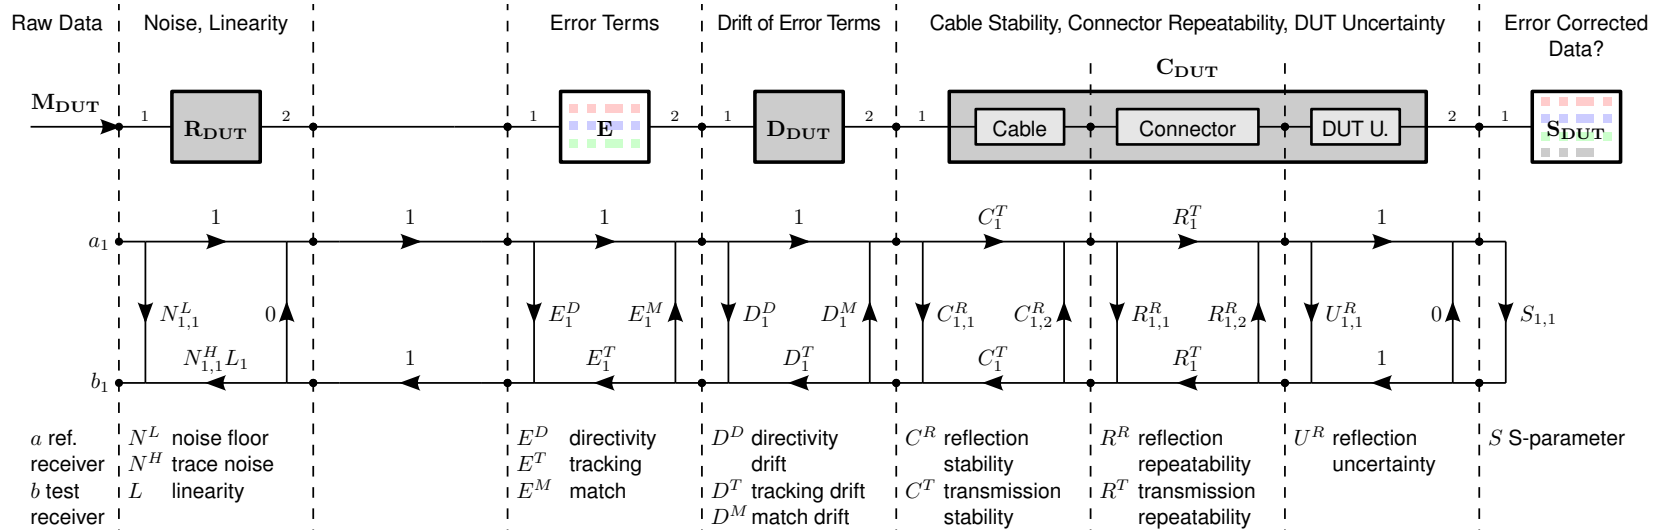 Raw Data
Noise, Linearity
Error Terms
Drift of Error Terms
Cable Stability, Connector Repeatability, DUT Uncertainty
Error Corrected
Data?
C_DUT
M_DUT
1 R_DUT 2
1 E 2
1 D_DUT 2
1 Cable Connector DUT U. 2
1 S_DUT
1 1 1 1 C_1^T R_1^T 1
a_1
N_{1,1}^L 0
E_1^D E_1^M
D_1^D D_1^M
C_{1,1}^R C_{1,2}^R
R_{1,1}^R R_{1,2}^R
U_{1,1}^R 0
S_{1,1}
N_{1,1}^H L_1 1 E_1^T D_1^T C_1^T R_1^T 1
b_1
a ref.
receiver
b test
receiver
N^L noise floor
N^H trace noise
L linearity
E^D directivity
E^T tracking
E^M match
D^D directivity
drift
D^T tracking drift
D^M match drift
C^R reflection
stability
C^T transmission
stability
R^R reflection
repeatability
R^T transmission
repeatability
U^R reflection
uncertainty
S S-parameter